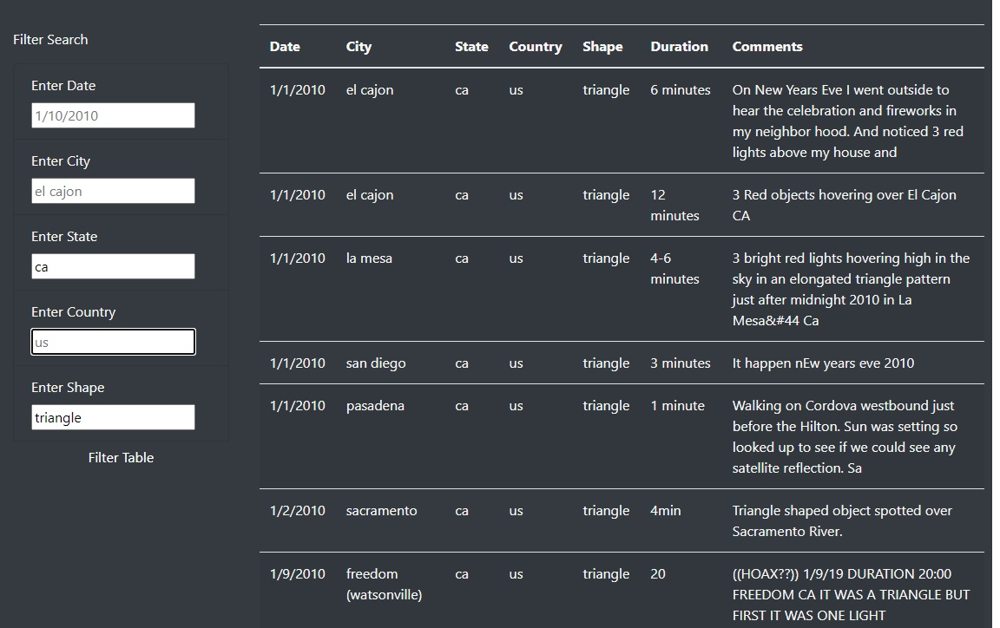 Filter Search
Enter Date
1/10/2010
Enter City
el cajon
Enter State
ca
Enter Country
us
Enter Shape
triangle
Filter Table
Date City State Country Shape Duration Comments
1/1/2010 el cajon ca us triangle 6 minutes On New Years Eve I went outside to
hear the celebration and fireworks in
my neighbor hood. And noticed 3 red
lights above my house and
1/1/2010 el cajon ca us triangle 12 3 Red objects hovering over El Cajon
minutes CA
1/1/2010 la mesa ca us triangle 4-6 3 bright red lights hovering high in the
minutes sky in an elongated triangle pattern
just after midnight 2010 in La
Mesa&#44 Ca
1/1/2010 san diego ca us triangle 3 minutes It happen nEw years eve 2010
1/1/2010 pasadena ca us triangle 1 minute Walking on Cordova westbound just
before the Hilton. Sun was setting so
looked up to see if we could see any
satellite reflection. Sa
1/2/2010 sacramento ca us triangle 4min Triangle shaped object spotted over
Sacramento River.
1/9/2010 freedom ca us triangle 20 ((HOAX??)) 1/9/19 DURATION 20:00
(watsonville) FREEDOM CA IT WAS A TRIANGLE BUT
FIRST IT WAS ONE LIGHT